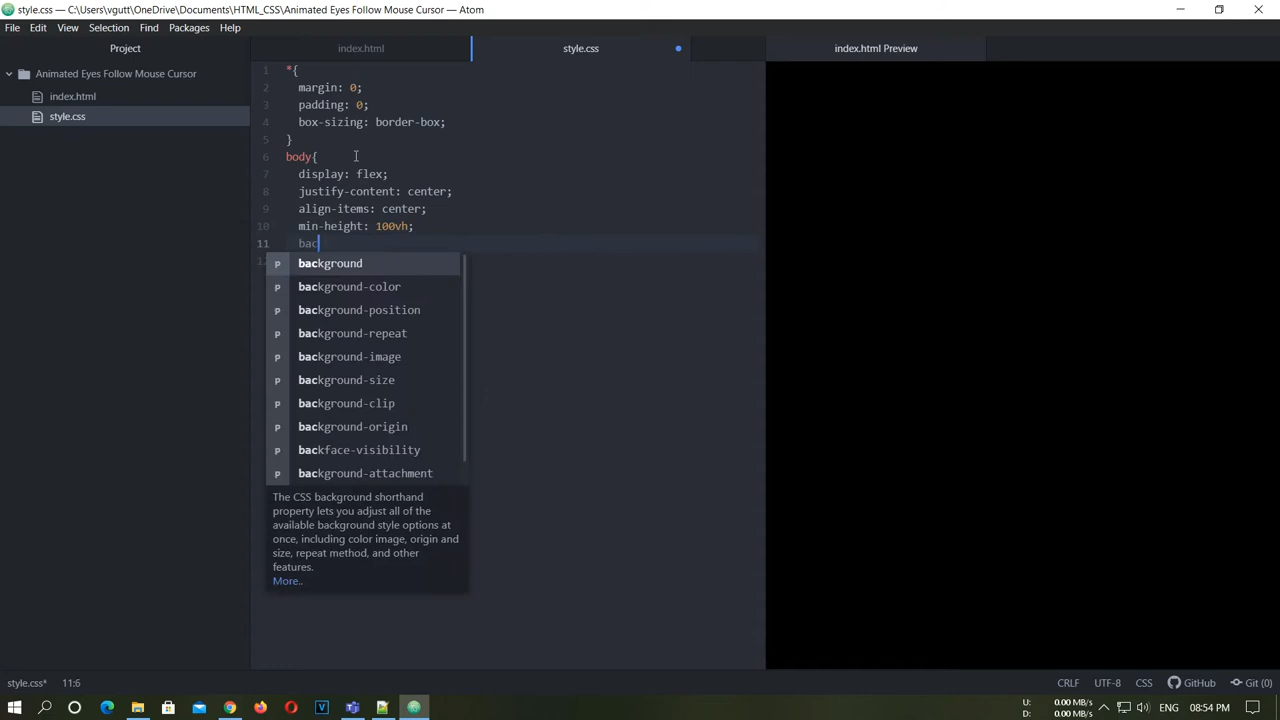 style.css — C:\Users\vgutt\OneDrive\Documents\HTML_CSS\Animated Eyes Follow Mouse Cursor — Atom
File Edit View Selection Find Packages Help
Project
index.html
style.css
index.html Preview
Animated Eyes Follow Mouse Cursor
index.html
style.css
1 *{
2 margin: 0;
3 padding: 0;
4 box-sizing: border-box;
5 }
6 body{
7 display: flex;
8 justify-content: center;
9 align-items: center;
10 min-height: 100vh;
11 bac
12
p background
p background-color
p background-position
p background-repeat
p background-image
p background-size
p background-clip
p background-origin
p backface-visibility
p background-attachment
The CSS background shorthand
property lets you adjust all of the
available background style options at
once, including color image, origin and
size, repeat method, and other
features.
More..
style.css* 11:6
CRLF UTF-8 CSS GitHub Git (0)
U: 0.00 MB/s
D: 0.00 MB/s
ENG 08:54 PM